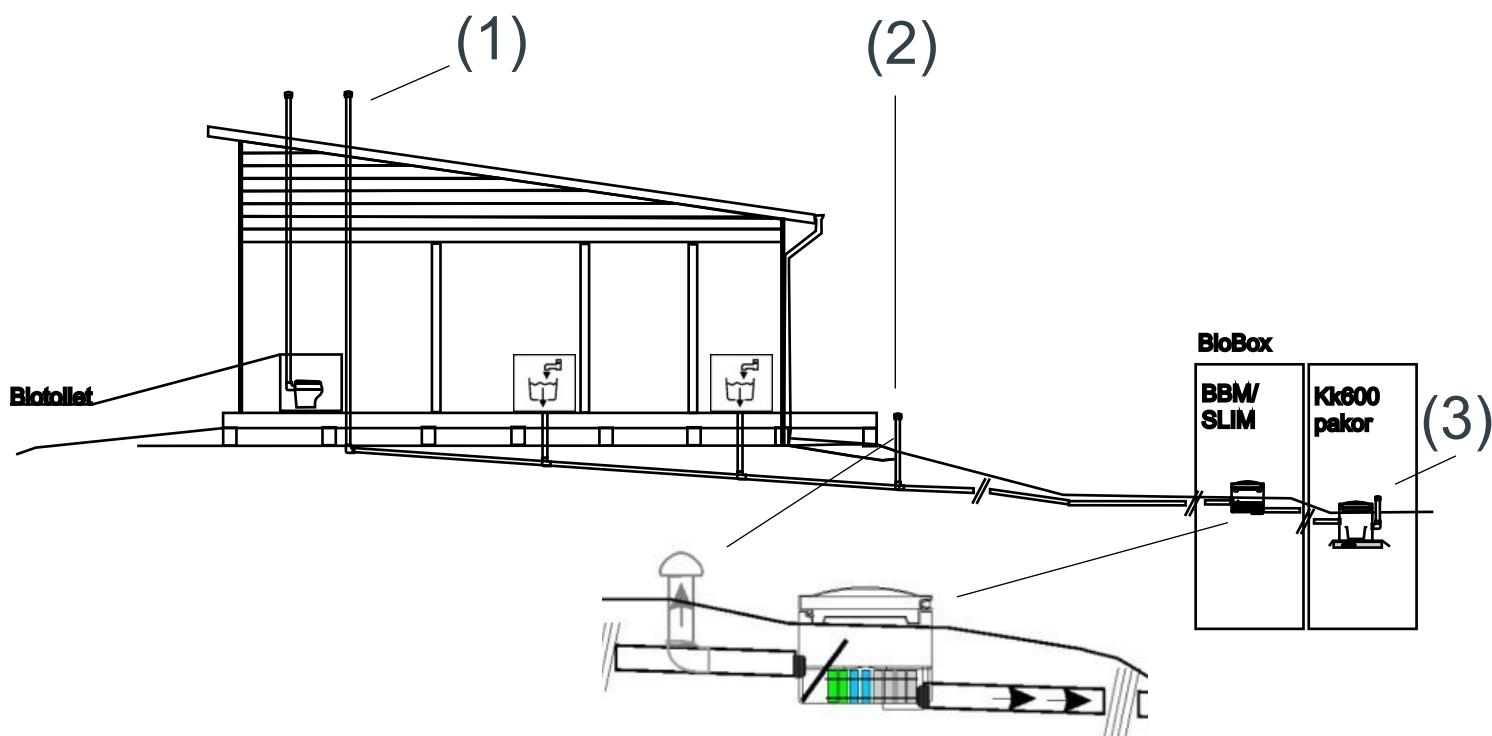 (1)
(2)
BioBox
BBM/
SLIM
Kk600
pakor
(3)
Biotoilet